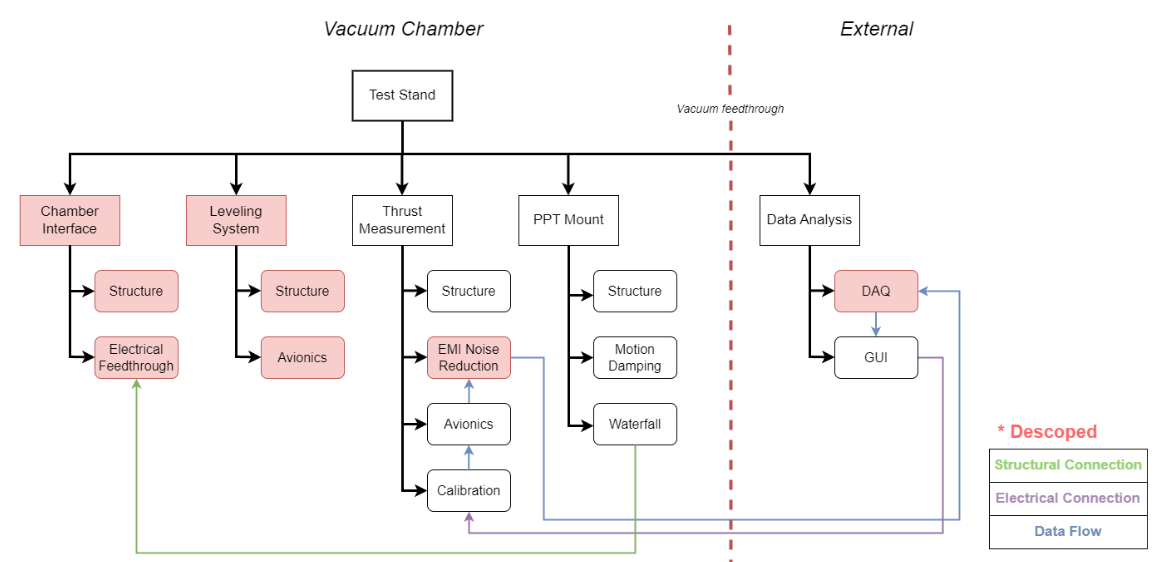 Vacuum Chamber
External
Test Stand
Vacuum feedthrough
Chamber
Interface
Leveling
System
Thrust
Measurement
PPT Mount
Data Analysis
Structure
Structure
Structure
Structure
DAQ
Electrical
Feedthrough
Avionics
EMI Noise
Reduction
Motion
Damping
GUI
Avionics
Waterfall
Calibration
* Descoped
Structural Connection
Electrical Connection
Data Flow